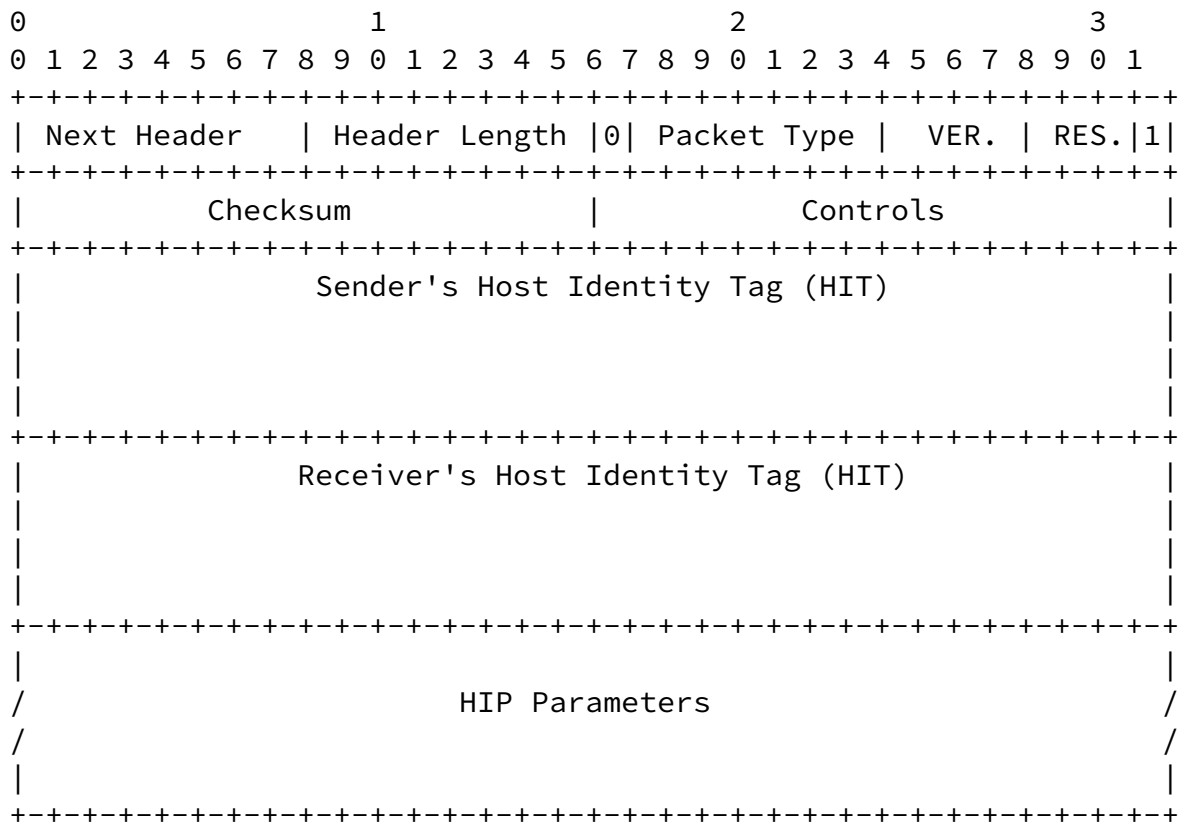 0                   1                   2                   3
0 1 2 3 4 5 6 7 8 9 0 1 2 3 4 5 6 7 8 9 0 1 2 3 4 5 6 7 8 9 0 1
+-+-+-+-+-+-+-+-+-+-+-+-+-+-+-+-+-+-+-+-+-+-+-+-+-+-+-+-+-+-+-+-+
| Next Header   | Header Length |0| Packet Type |  VER. | RES.|1|
+-+-+-+-+-+-+-+-+-+-+-+-+-+-+-+-+-+-+-+-+-+-+-+-+-+-+-+-+-+-+-+-+
|          Checksum             |           Controls            |
+-+-+-+-+-+-+-+-+-+-+-+-+-+-+-+-+-+-+-+-+-+-+-+-+-+-+-+-+-+-+-+-+
|                Sender's Host Identity Tag (HIT)               |
|                                                               |
|                                                               |
|                                                               |
+-+-+-+-+-+-+-+-+-+-+-+-+-+-+-+-+-+-+-+-+-+-+-+-+-+-+-+-+-+-+-+-+
|               Receiver's Host Identity Tag (HIT)              |
|                                                               |
|                                                               |
|                                                               |
+-+-+-+-+-+-+-+-+-+-+-+-+-+-+-+-+-+-+-+-+-+-+-+-+-+-+-+-+-+-+-+-+
|                                                               |
/                        HIP Parameters                         /
/                                                               /
|                                                               |
+-+-+-+-+-+-+-+-+-+-+-+-+-+-+-+-+-+-+-+-+-+-+-+-+-+-+-+-+-+-+-+-+